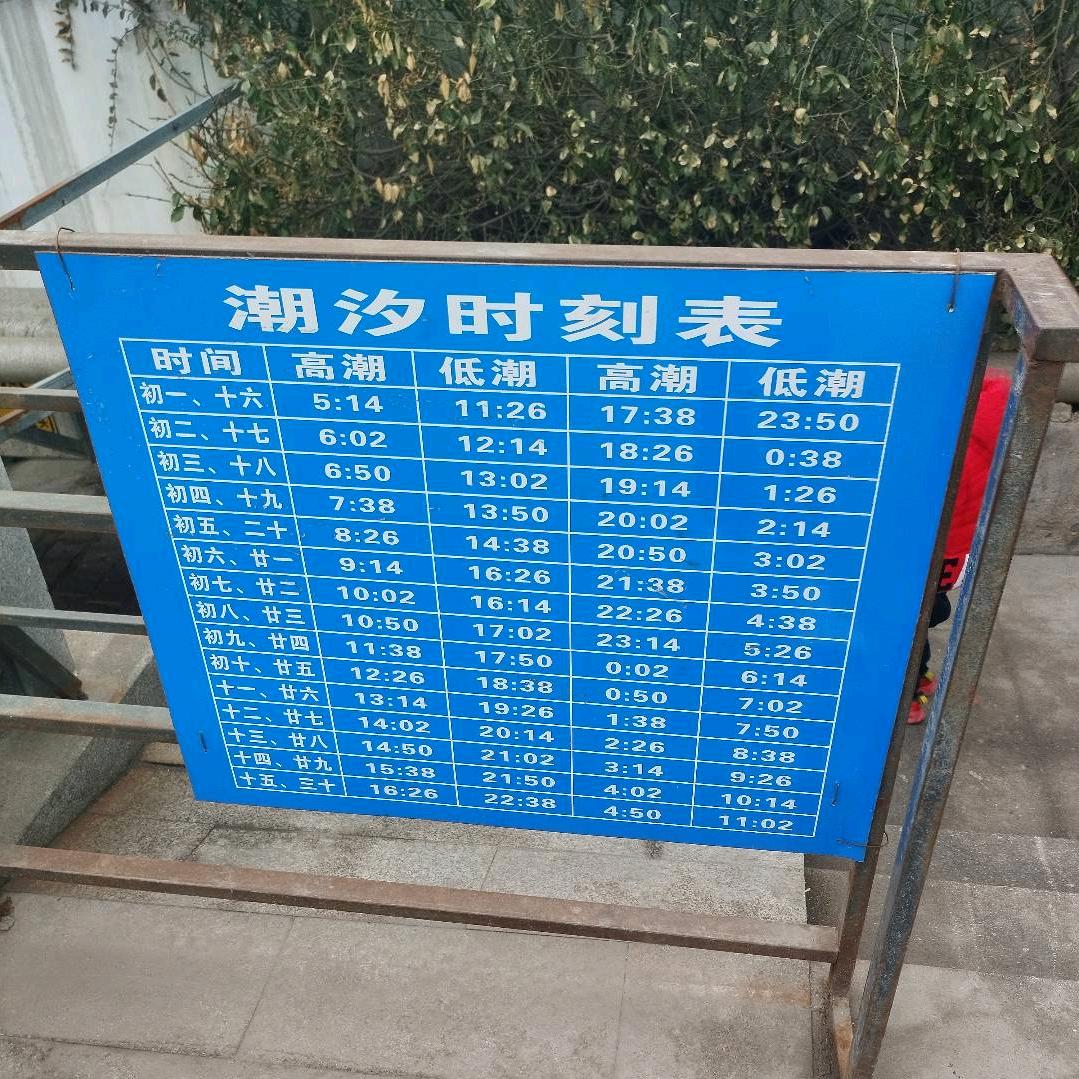 潮汐时刻表
时间 高潮 低潮 高潮 低潮
初一、十六 5:14 11:26 17:38 23:50
初二、十七 6:02 12:14 18:26 0:38
初三、十八 6:50 13:02 19:14 1:26
初四、十九 7:38 13:50 20:02 2:14
初五、二十 8:26 14:38 20:50 3:02
初六、廿一 9:14 16:26 21:38 3:50
初七、廿二 10:02 16:14 22:26 4:38
初八、廿三 10:50 17:02 23:14 5:26
初九、廿四 11:38 17:50 0:02 6:14
初十、廿五 12:26 18:38 0:50 7:02
十一、廿六 13:14 19:26 1:38 7:50
十二、廿七 14:02 20:14 2:26 8:38
十三、廿八 14:50 21:02 3:14 9:26
十四、廿九 15:38 21:50 4:02 10:14
十五、三十 16:26 22:38 4:50 11:02